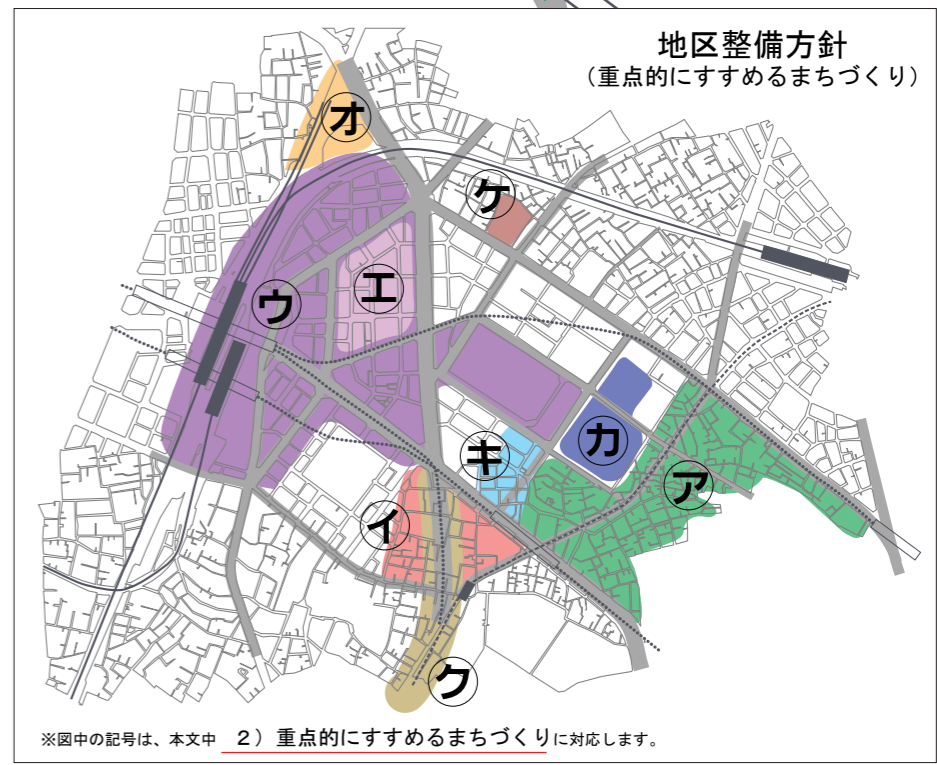 地区整備方針
（重点的にすすめるまちづくり）
オ
ケ
エ
ウ
カ
キ
ア
イ
ク
※図中の記号は、本文中 ２）重点的にすすめるまちづくりに対応します。